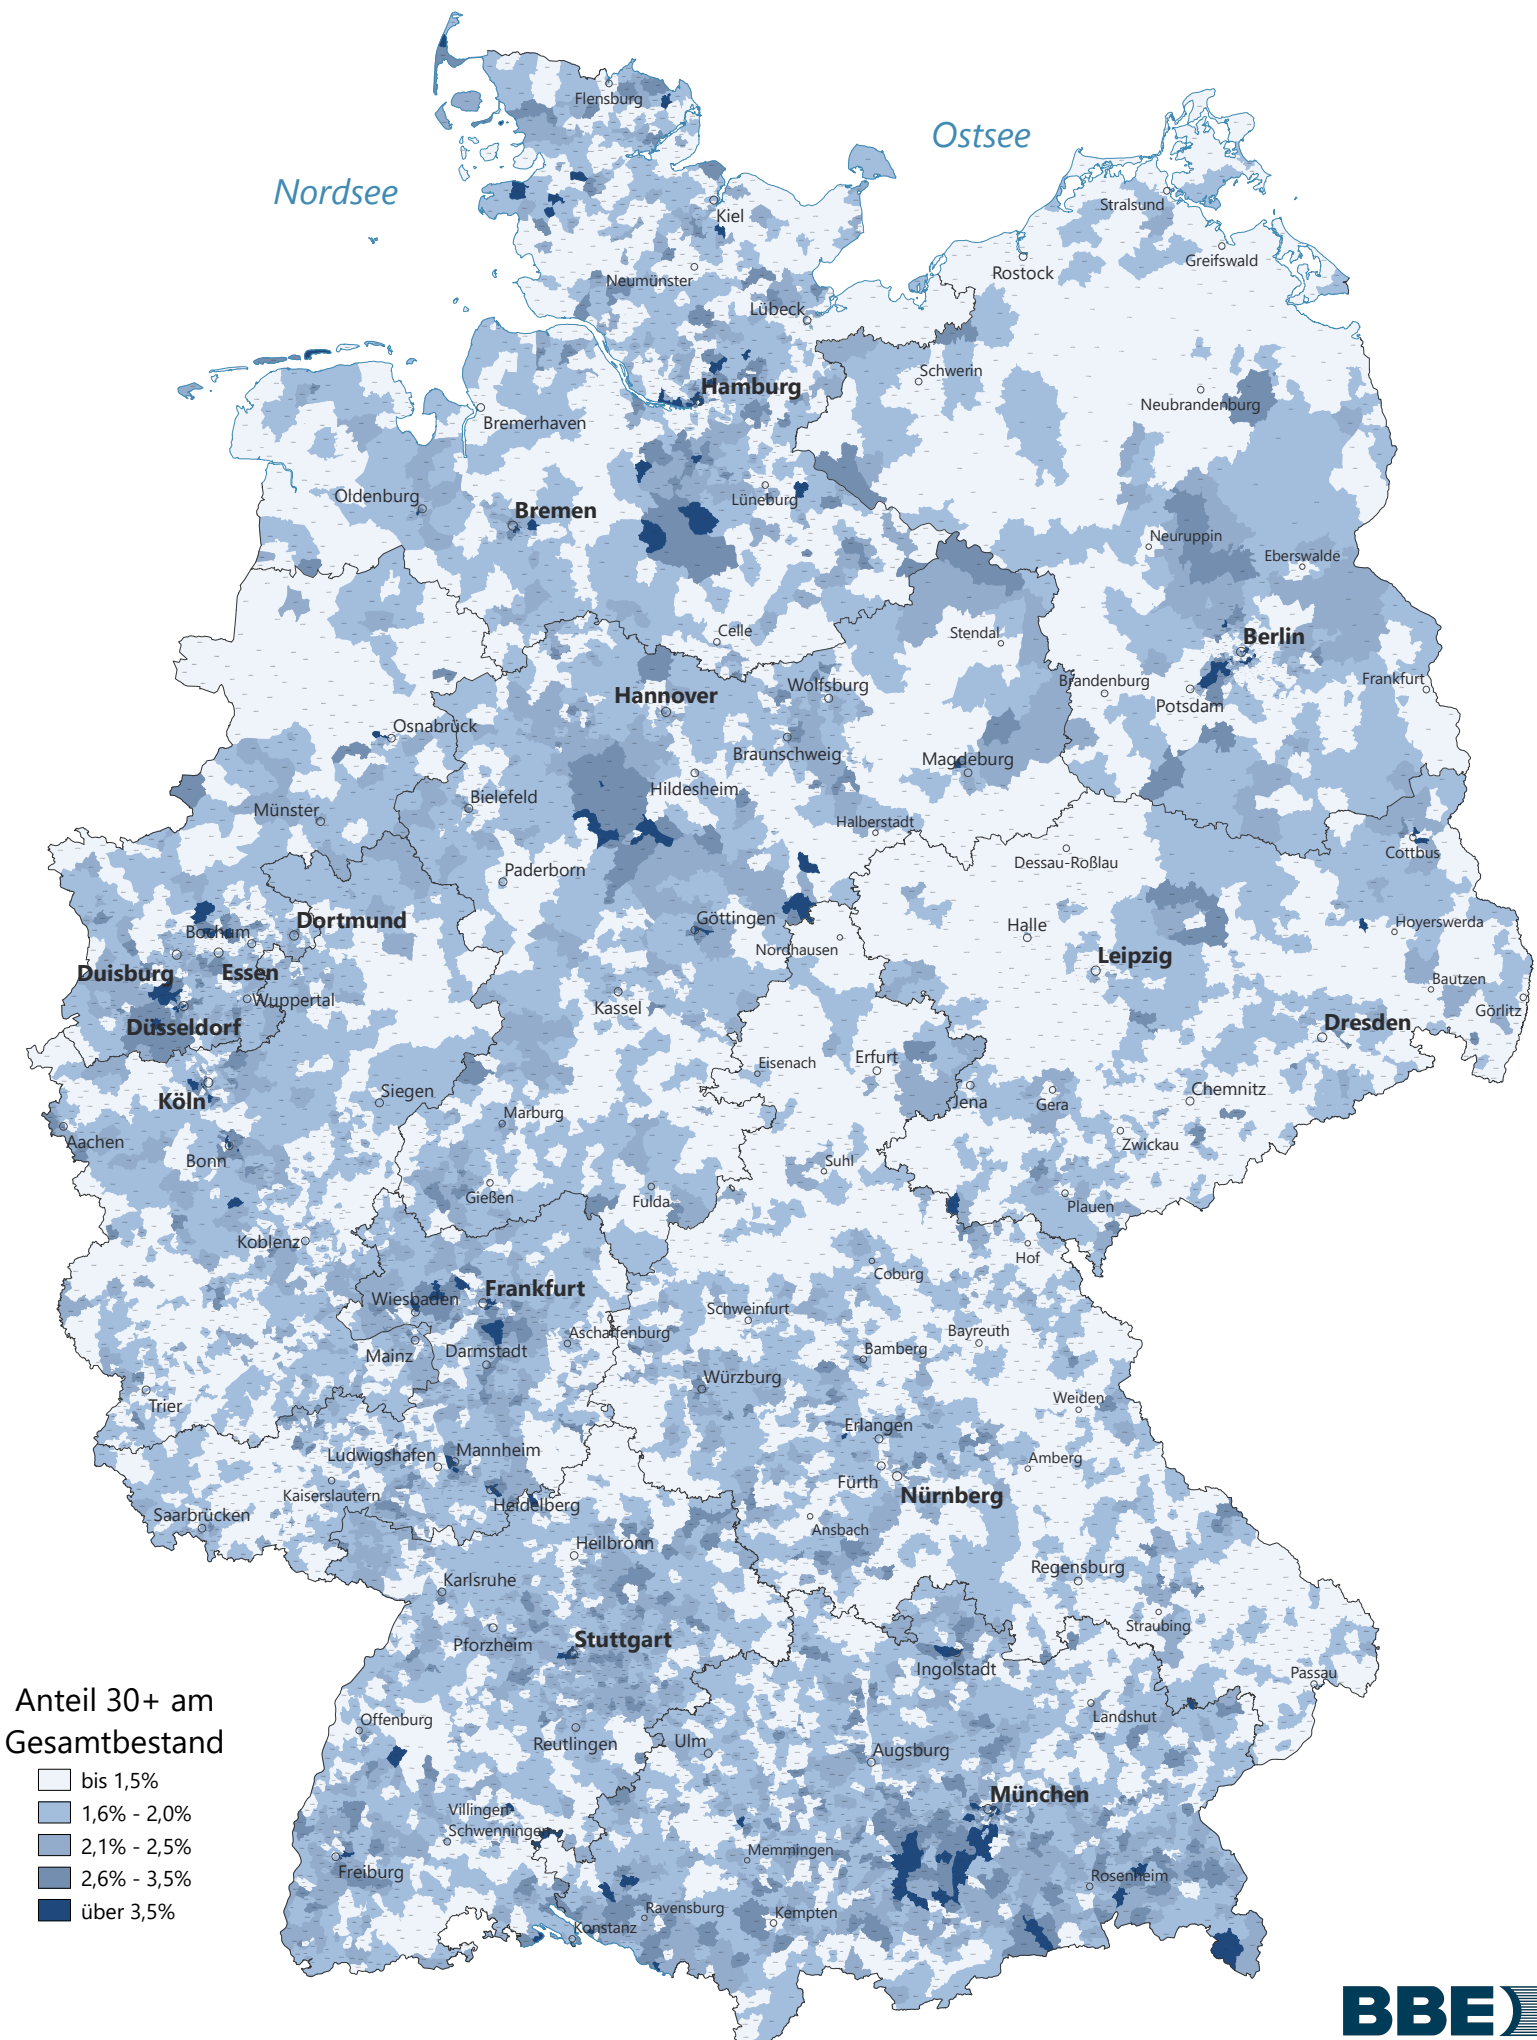 Ostsee
Nordsee
Flensburg
Stralsund
Kiel
Greifswald
Rostock
Neumünster
Lübeck
Schwerin
Hamburg
Neubrandenburg
Bremerhaven
Oldenburg
Lüneburg
Bremen
Neuruppin
Eberswalde
Celle
Stendal
Berlin
Brandenburg
Frankfurt
Wolfsburg
Hannover
Potsdam
Osnabrück
Braunschweig
Magdeburg
Hildesheim
Bielefeld
Münster
Halberstadt
Cottbus
Dessau-Roßlau
Paderborn
Göttingen
Dortmund
Bochum
Halle
Hoyerswerda
Nordhausen
Leipzig
Duisburg
Essen
Bautzen
Wuppertal
Kassel
Görlitz
Düsseldorf
Dresden
Eisenach
Erfurt
Chemnitz
Siegen
Köln
Jena
Gera
Marburg
Aachen
Zwickau
Bonn
Suhl
Gießen
Fulda
Plauen
Koblenz
Hof
Coburg
Frankfurt
Wiesbaden
Schweinfurt
Aschaffenburg
Bayreuth
Mainz
Darmstadt
Bamberg
Würzburg
Trier
Weiden
Erlangen
Ludwigshafen
Mannheim
Amberg
Fürth
Kaiserslautern
Nürnberg
Heidelberg
Saarbrücken
Ansbach
Heilbronn
Regensburg
Karlsruhe
Straubing
Pforzheim
Stuttgart
Ingolstadt
Passau
Anteil 30+ am
Gesamtbestand
bis 1,5%
1,6% - 2,0%
2,1% - 2,5%
2,6% - 3,5%
über 3,5%
Offenburg
Landshut
Reutlingen
Ulm
Augsburg
München
Villingen-
Schwenningen
Memmingen
Freiburg
Rosenheim
Ravensburg
Kempten
Konstanz
BBE